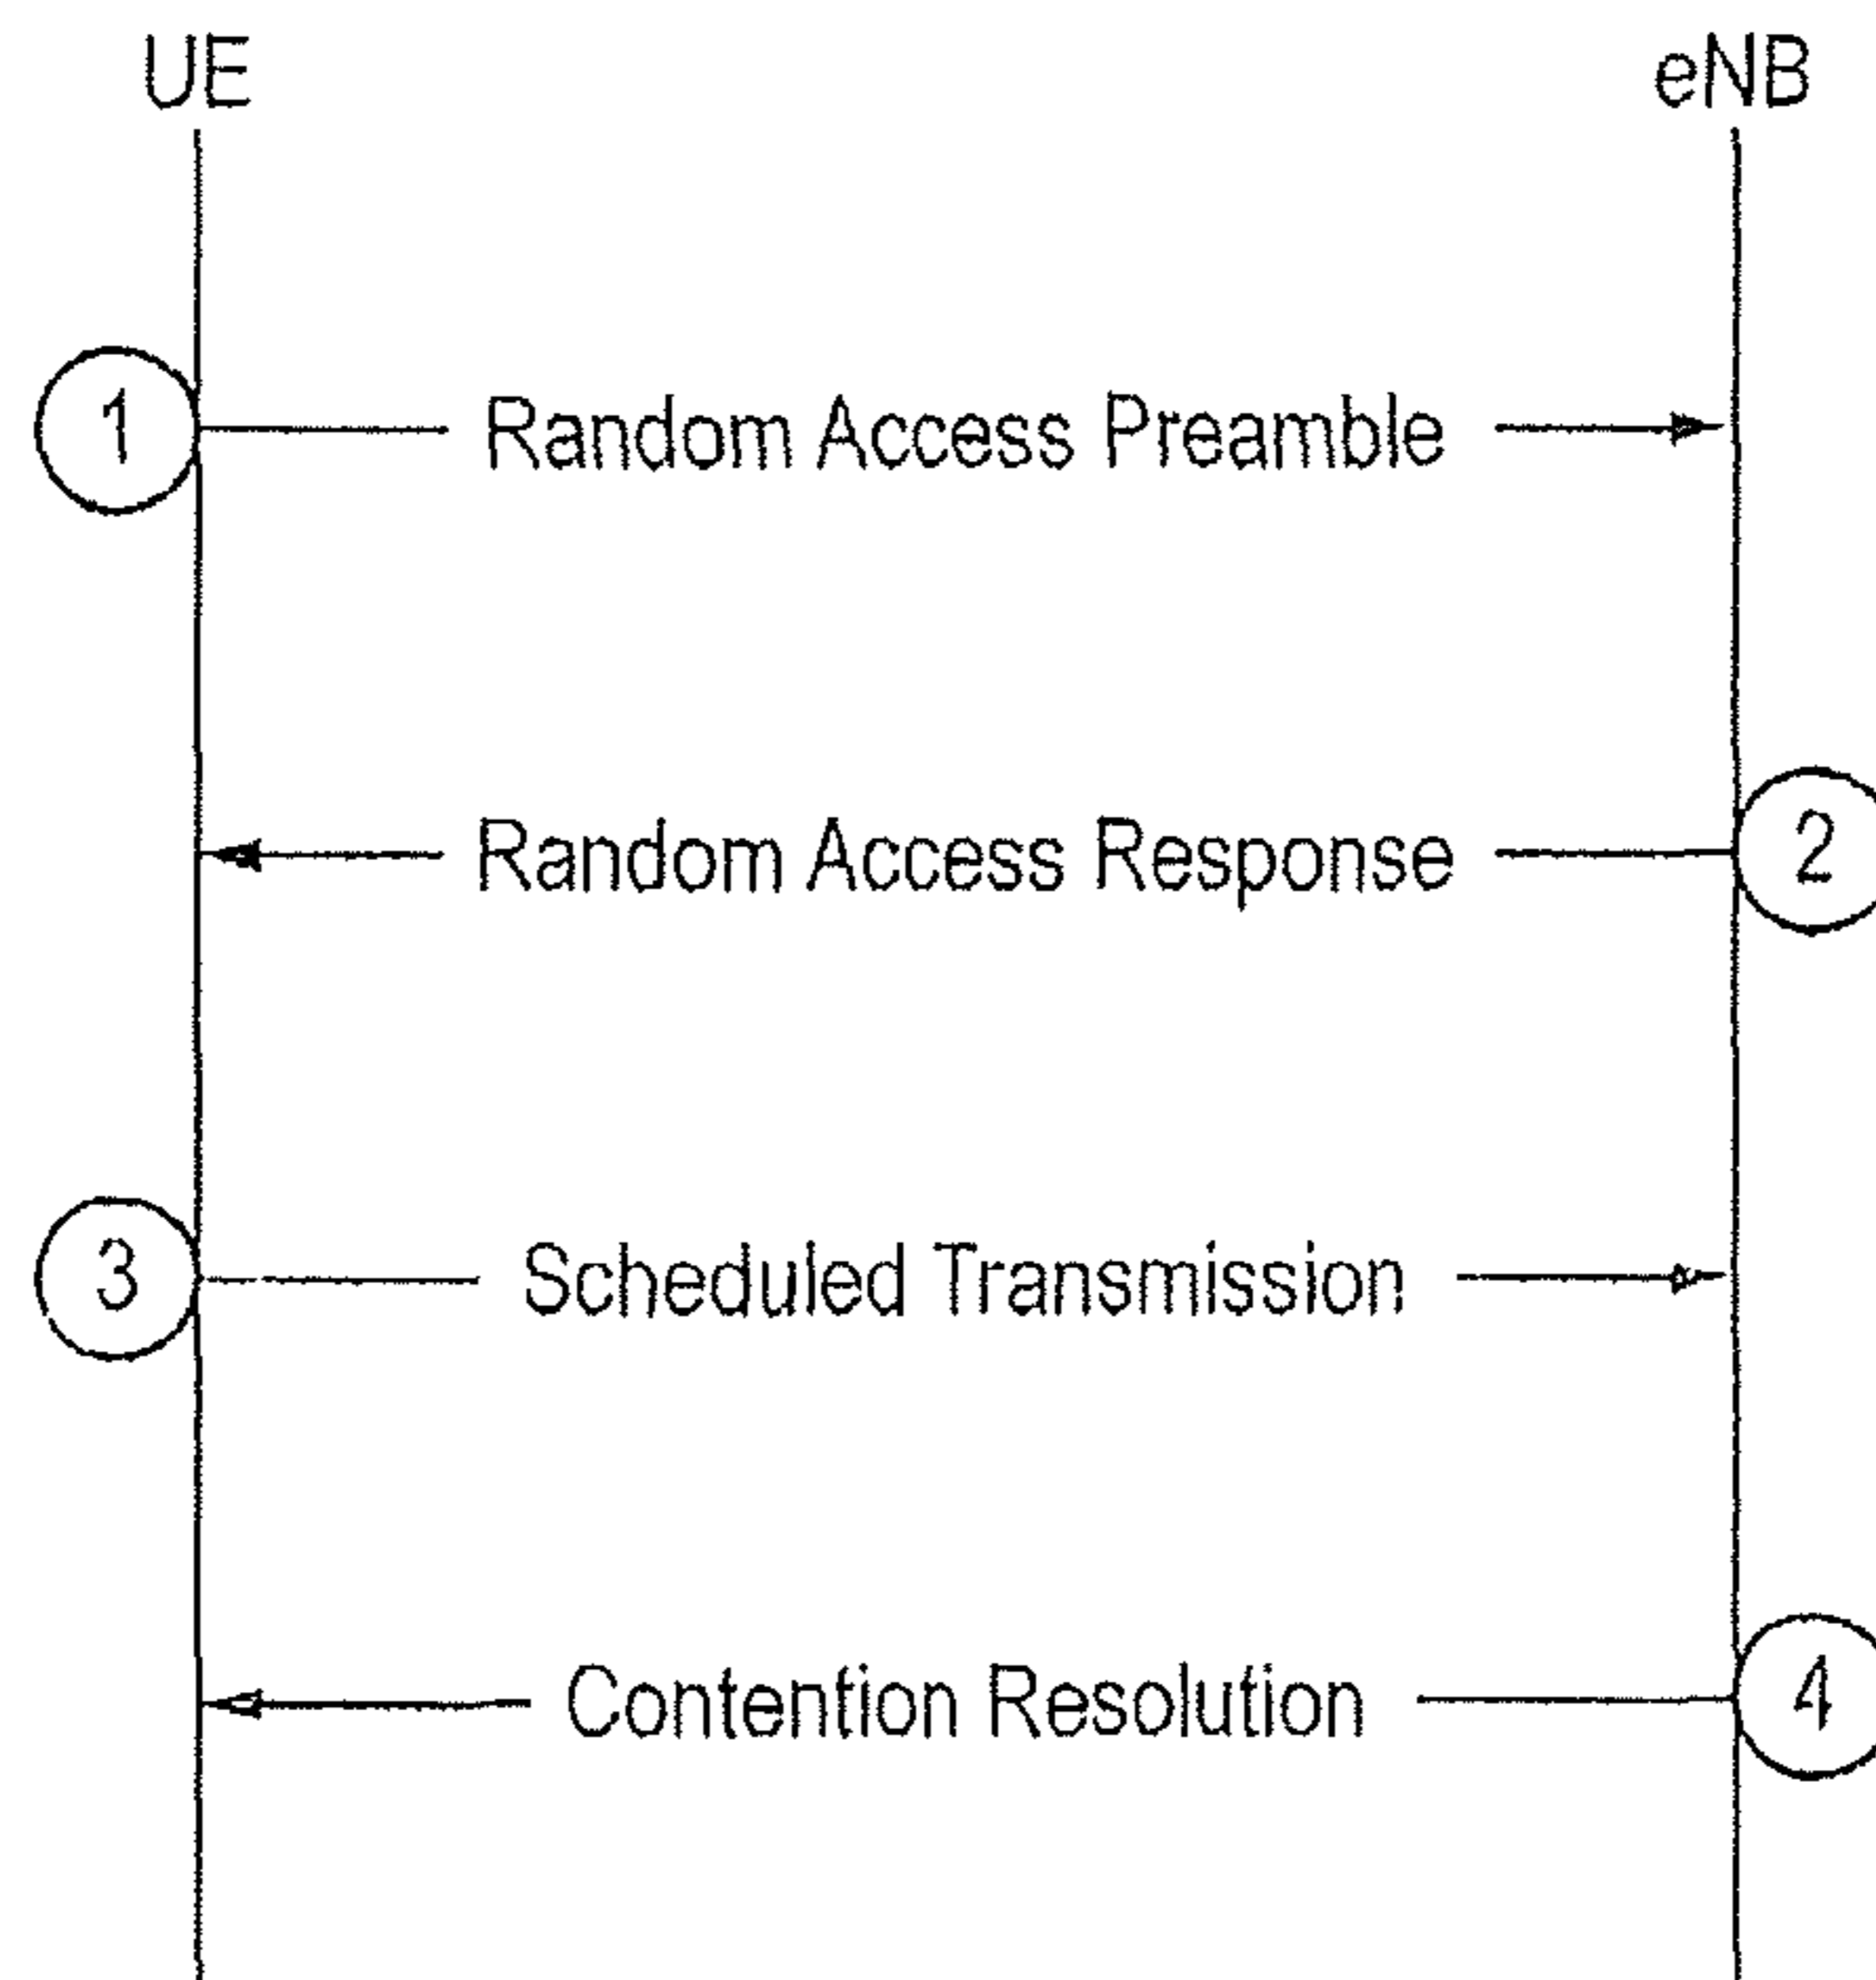 UE eNB
1 Random Access Preamble
Random Access Response 2
3 Scheduled Transmission
Contention Resolution 4